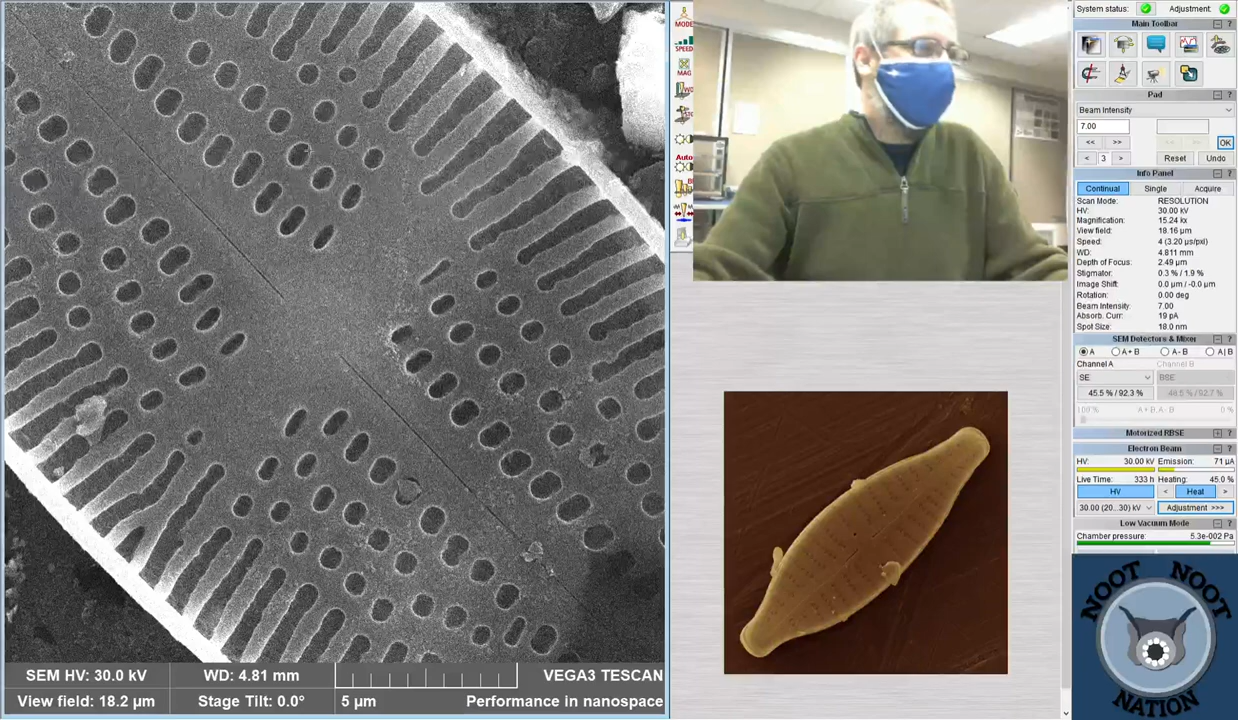 SEM HV: 30.0 kV
WD: 4.81 mm
VEGA3 TESCAN
View field: 18.2 µm
Stage Tilt: 0.0°
5 µm
Performance in nanospace
MODE
SPEED
MAG
WD
Auto
System status:
Adjustment:
Main Toolbar
Pad
Beam Intensity
7.00
<< >>
OK
< 3 >
Reset
Undo
Info Panel
Continual
Single
Acquire
Scan Mode: RESOLUTION
HV: 30.00 kV
Magnification: 15.24 kx
View field: 18.16 µm
Speed: 4 (3.20 µs/pxl)
WD: 4.811 mm
Depth of Focus: 2.49 µm
Stigmator: 0.3 % / 1.9 %
Image Shift: 0.0 µm / -0.0 µm
Rotation: 0.00 deg
Beam Intensity: 7.00
Absorb. Curr: 19 pA
Spot Size: 18.0 nm
SEM Detectors & Mixer
A
A + B
A - B
A | B
Channel A
Channel B
SE
BSE
45.5 % / 92.3 %
100 %
A + B, A - B
0 %
Motorized RBSE
Electron Beam
HV: 30.00 kV
Emission: 71 µA
Live Time: 333 h
Heating: 45.0 %
HV
< Heat >
30.00 (20...30) kV
Adjustment >>>
Low Vacuum Mode
Chamber pressure: 5.3e-002 Pa
NOOT NOOT
NATION